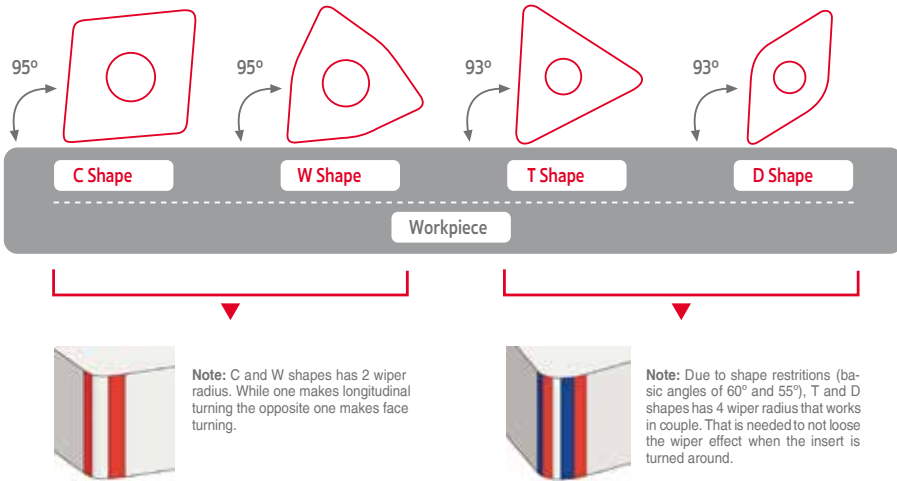 95º
95º
93º
93º
C Shape
W Shape
T Shape
D Shape
Workpiece
Note: C and W shapes has 2 wiper
radius. While one makes longitudinal
turning the opposite one makes face
turning.
Note: Due to shape restritions (ba-
sic angles of 60º and 55º), T and D
shapes has 4 wiper radius that works
in couple. That is needed to not loose
the wiper effect when the insert is
turned around.